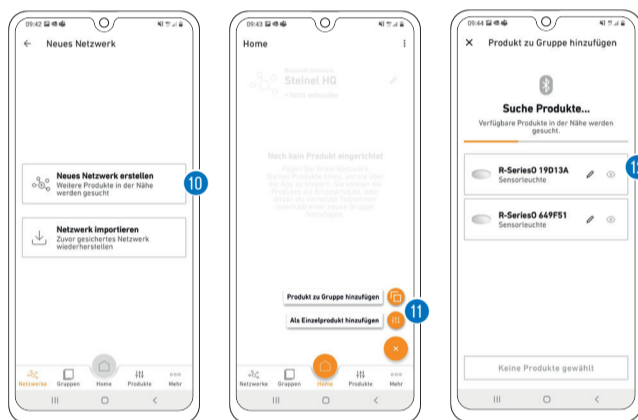 09:42
Neues Netzwerk
Neues Netzwerk erstellen
Weitere Produkte in der Nähe
werden gesucht
10
Netzwerk importieren
Zuvor gesichertes Netzwerk
wiederherstellen
Netzwerke Gruppen Home Produkte Mehr
09:43
Home
Steinel HQ
Noch kein Produkt eingerichtet
Produkt zu Gruppe hinzufügen
11
Als Einzelprodukt hinzufügen
Netzwerke Gruppen Home Produkte Mehr
09:44
Produkt zu Gruppe hinzufügen
Suche Produkte...
Verfügbare Produkte in der Nähe werden
gesucht.
R-SeriesO 19D13A
Sensorleuchte
R-SeriesO 649F51
Sensorleuchte
Keine Produkte gewählt